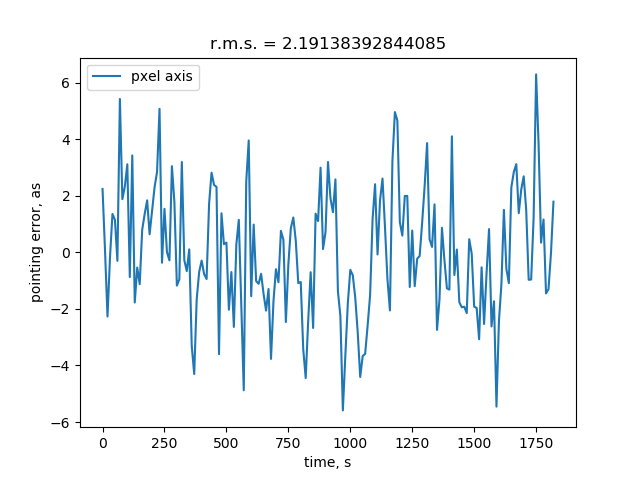 r.m.s. = 2.19138392844085
pxel axis
pointing error, as
6
4
2
0
−2
−4
−6
0 250 500 750 1000 1250 1500 1750
time, s